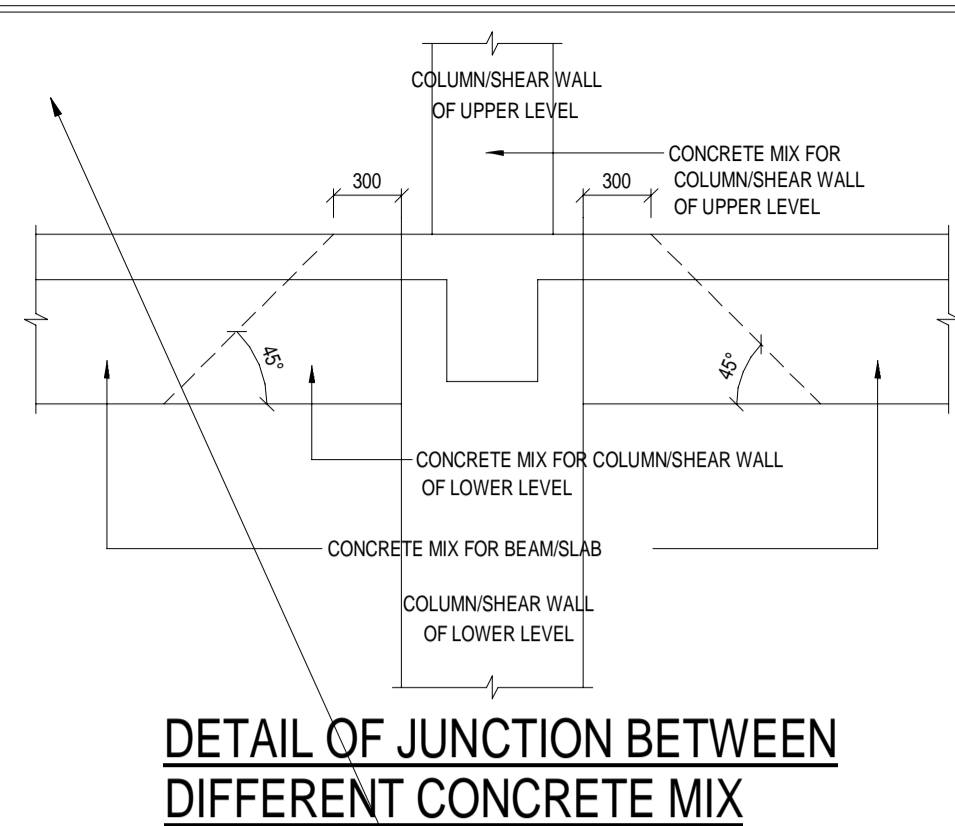 COLUMN/SHEAR WALL
OF UPPER LEVEL
CONCRETE MIX FOR
COLUMN/SHEAR WALL
OF UPPER LEVEL
300
300
45°
45°
CONCRETE MIX FOR COLUMN/SHEAR WALL
OF LOWER LEVEL
CONCRETE MIX FOR BEAM/SLAB
COLUMN/SHEAR WALL
OF LOWER LEVEL
DETAIL OF JUNCTION BETWEEN
DIFFERENT CONCRETE MIX